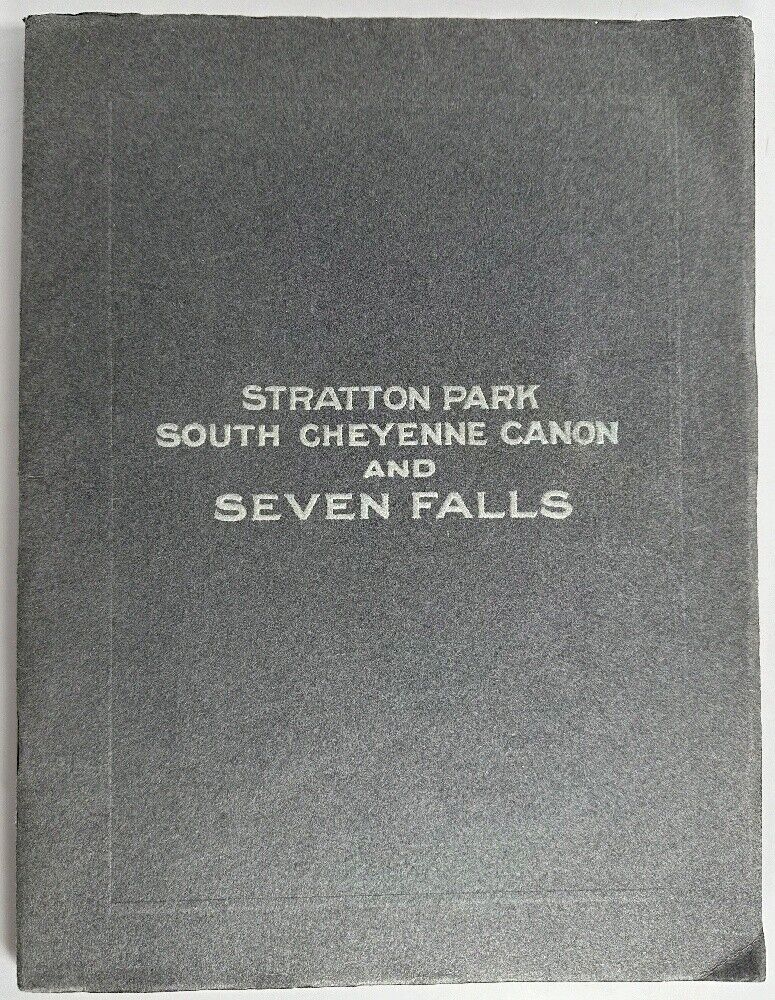 STRATTON PARK
SOUTH CHEYENNE CANON
AND
SEVEN FALLS